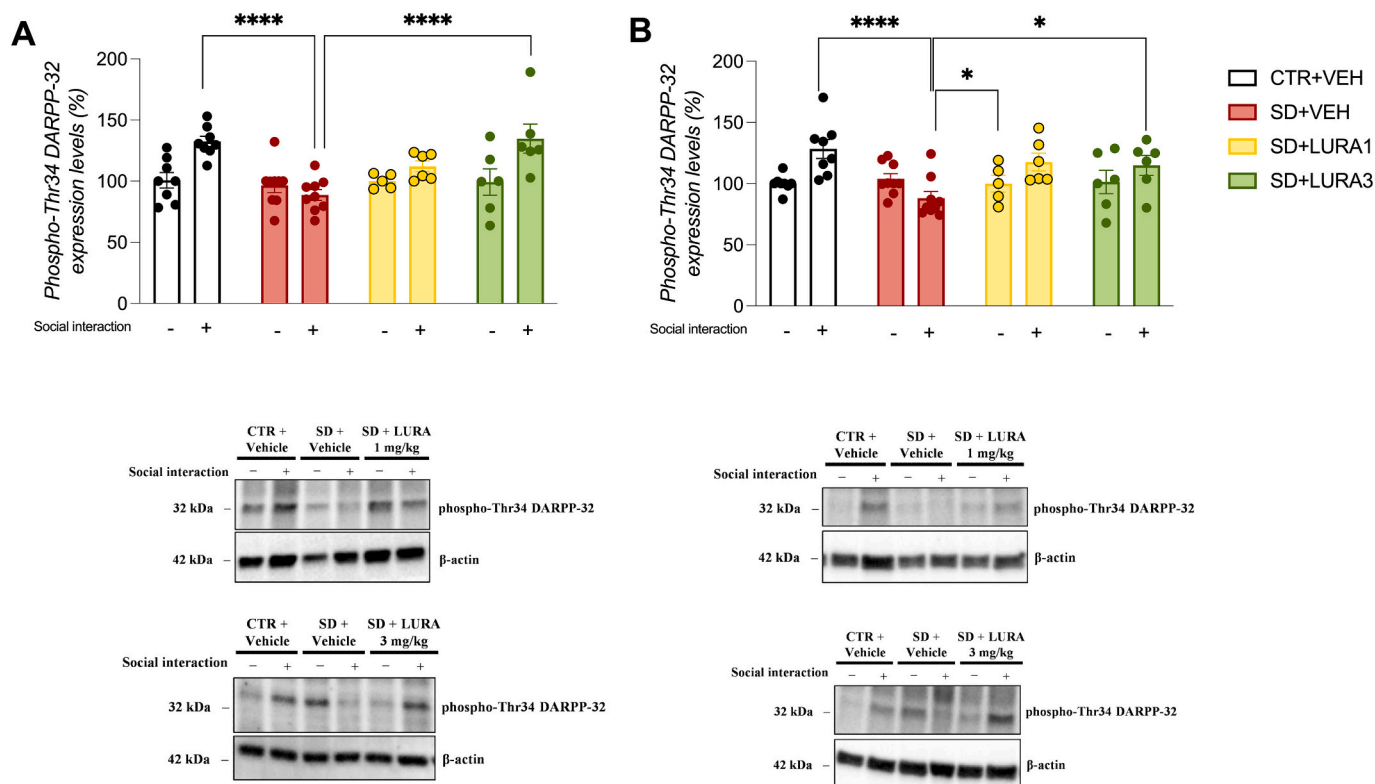 A
**** ****
Phospho-Thr34 DARPP-32
expression levels (%)
200
150
100
50
0
Social interaction - + - + - + - +
B
**** *
*
Phospho-Thr34 DARPP-32
expression levels (%)
200
150
100
50
0
Social interaction - + - + - + - +
CTR+VEH
SD+VEH
SD+LURA1
SD+LURA3
CTR + SD + SD + LURA
Vehicle Vehicle 1 mg/kg
Social interaction – + – + – +
32 kDa – phospho-Thr34 DARPP-32
42 kDa – β-actin
CTR + SD + SD + LURA
Vehicle Vehicle 3 mg/kg
Social interaction – + – + – +
32 kDa – phospho-Thr34 DARPP-32
42 kDa – β-actin
CTR + SD + SD + LURA
Vehicle Vehicle 1 mg/kg
Social interaction – + – + – +
32 kDa – phospho-Thr34 DARPP-32
42 kDa – β-actin
CTR + SD + SD + LURA
Vehicle Vehicle 3 mg/kg
Social interaction – + – + – +
32 kDa – phospho-Thr34 DARPP-32
42 kDa – β-actin